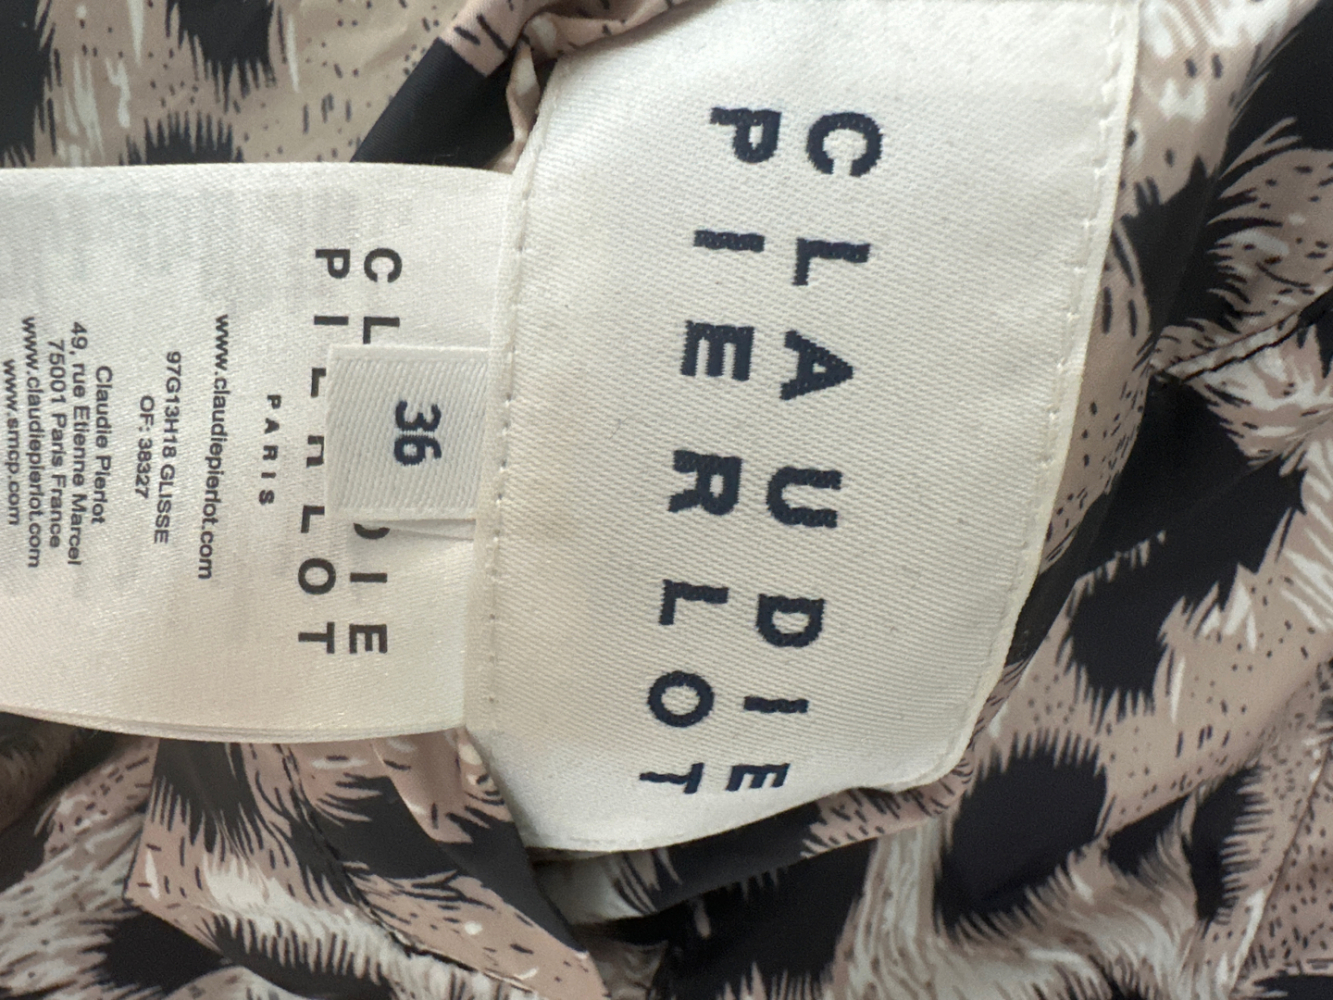 CLAUDIE
PIERLOT
36
CLAUDIE
PIERLOT
PARIS
www.claudiepierlot.com
97G13H18 GLISSE
OF: 38327
Claudie Pierlot
49, rue Etienne Marcel
75001 Paris France
www.claudiepierlot.com
www.smcp.com